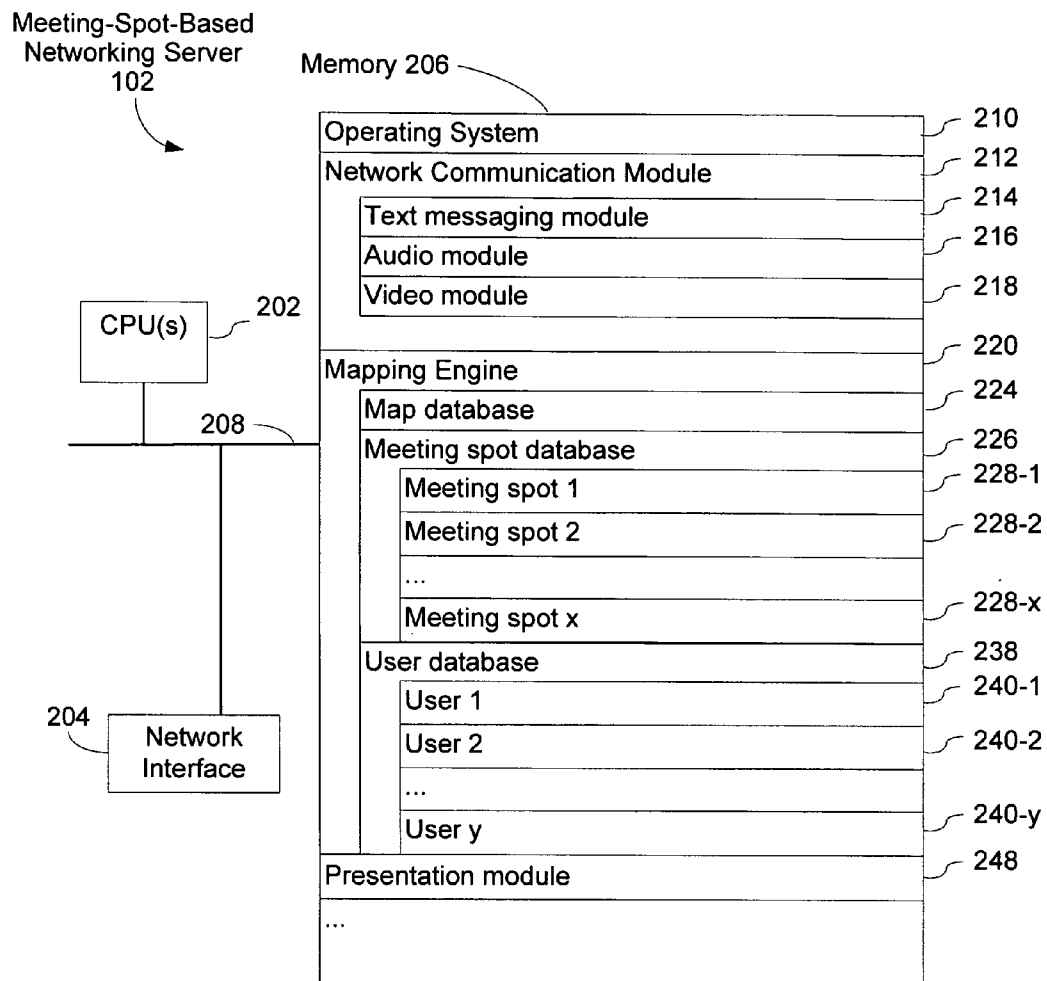 Meeting-Spot-Based
Networking Server
102
Memory 206
Operating System 210
Network Communication Module 212
Text messaging module 214
Audio module 216
Video module 218
CPU(s) 202
Mapping Engine 220
Map database 224
208
Meeting spot database 226
Meeting spot 1 228-1
Meeting spot 2 228-2
...
Meeting spot x 228-x
User database 238
User 1 240-1
204
Network
Interface
User 2 240-2
...
User y 240-y
Presentation module 248
...